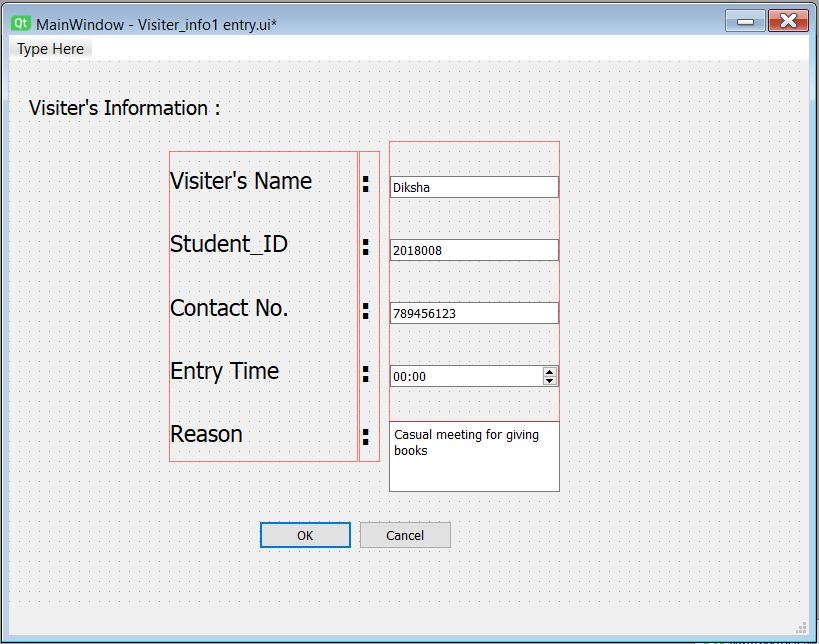 Qt MainWindow - Visiter_info1 entry.ui*
Type Here
Visiter's Information :
Visiter's Name : Diksha
Student_ID : 2018008
Contact No. : 789456123
Entry Time : 00:00
Reason : Casual meeting for giving
books
OK Cancel